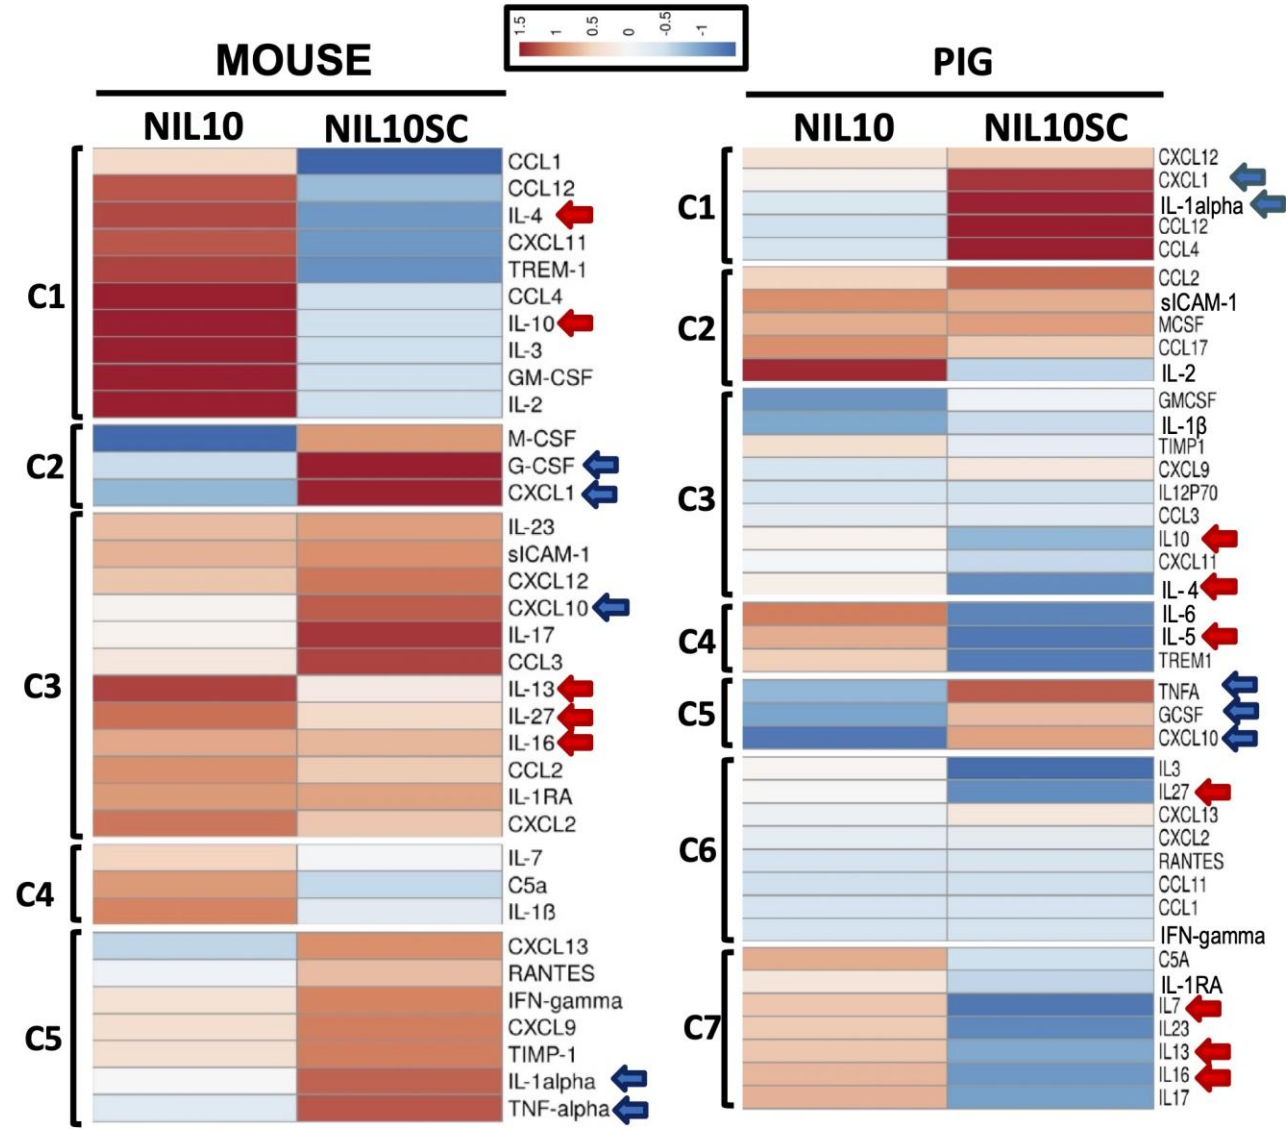 1.5 1 0.5 0 -0.5 -1
MOUSE
NIL10 NIL10SC
C1
CCL1
CCL12
IL-4
CXCL11
TREM-1
CCL4
IL-10
IL-3
GM-CSF
IL-2
C2
M-CSF
G-CSF
CXCL1
C3
IL-23
sICAM-1
CXCL12
CXCL10
IL-17
CCL3
IL-13
IL-27
IL-16
CCL2
IL-1RA
CXCL2
C4
IL-7
C5a
IL-1ß
C5
CXCL13
RANTES
IFN-gamma
CXCL9
TIMP-1
IL-1alpha
TNF-alpha
PIG
NIL10 NIL10SC
C1
CXCL12
CXCL1
IL-1alpha
CCL12
CCL4
C2
CCL2
sICAM-1
MCSF
CCL17
IL-2
C3
GMCSF
IL-1β
TIMP1
CXCL9
IL12P70
CCL3
IL10
CXCL11
IL- 4
C4
IL-6
IL-5
TREM1
C5
TNFA
GCSF
CXCL10
C6
IL3
IL27
CXCL13
CXCL2
RANTES
CCL11
CCL1
IFN-gamma
C7
C5A
IL-1RA
IL7
IL23
IL13
IL16
IL17